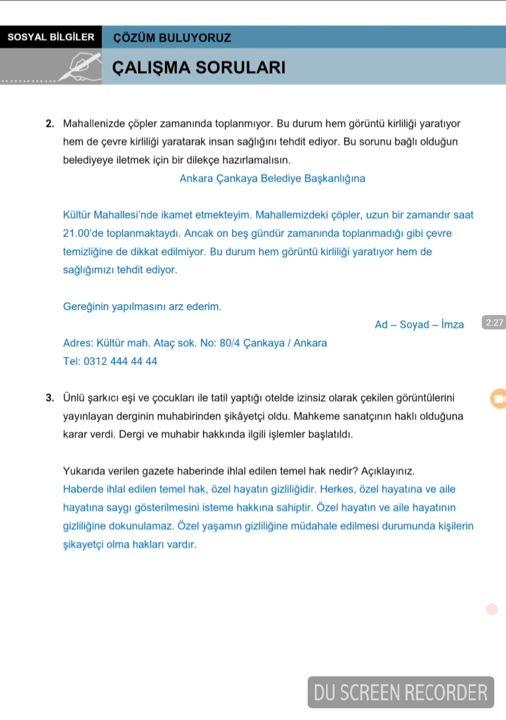 SOSYAL BİLGİLER
ÇÖZÜM BULUYORUZ
ÇALIŞMA SORULARI
2. Mahallenizde çöpler zamanında toplanmıyor. Bu durum hem görüntü kirliliği yaratıyor
hem de çevre kirliliği yaratarak insan sağlığını tehdit ediyor. Bu sorunu bağlı olduğun
belediyeye iletmek için bir dilekçe hazırlamalısın.
Ankara Çankaya Belediye Başkanlığına
Kültür Mahallesi'nde ikamet etmekteyim. Mahallemizdeki çöpler, uzun bir zamandır saat
21.00'de toplanmaktaydı. Ancak on beş gündür zamanında toplanmadığı gibi çevre
temizliğine de dikkat edilmiyor. Bu durum hem görüntü kirliliği yaratıyor hem de
sağlığımızı tehdit ediyor.
Gereğinin yapılmasını arz ederim.
Ad – Soyad – İmza
2:27
Adres: Kültür mah. Ataç sok. No: 80/4 Çankaya / Ankara
Tel: 0312 444 44 44
3. Ünlü şarkıcı eşi ve çocukları ile tatil yaptığı otelde izinsiz olarak çekilen görüntülerini
yayınlayan derginin muhabirinden şikâyetçi oldu. Mahkeme sanatçının haklı olduğuna
karar verdi. Dergi ve muhabir hakkında ilgili işlemler başlatıldı.
Yukarıda verilen gazete haberinde ihlal edilen temel hak nedir? Açıklayınız.
Haberde ihlal edilen temel hak, özel hayatın gizliliğidir. Herkes, özel hayatına ve aile
hayatına saygı gösterilmesini isteme hakkına sahiptir. Özel hayatın ve aile hayatının
gizliliğine dokunulamaz. Özel yaşamın gizliliğine müdahale edilmesi durumunda kişilerin
şikayetçi olma hakları vardır.
DU SCREEN RECORDER